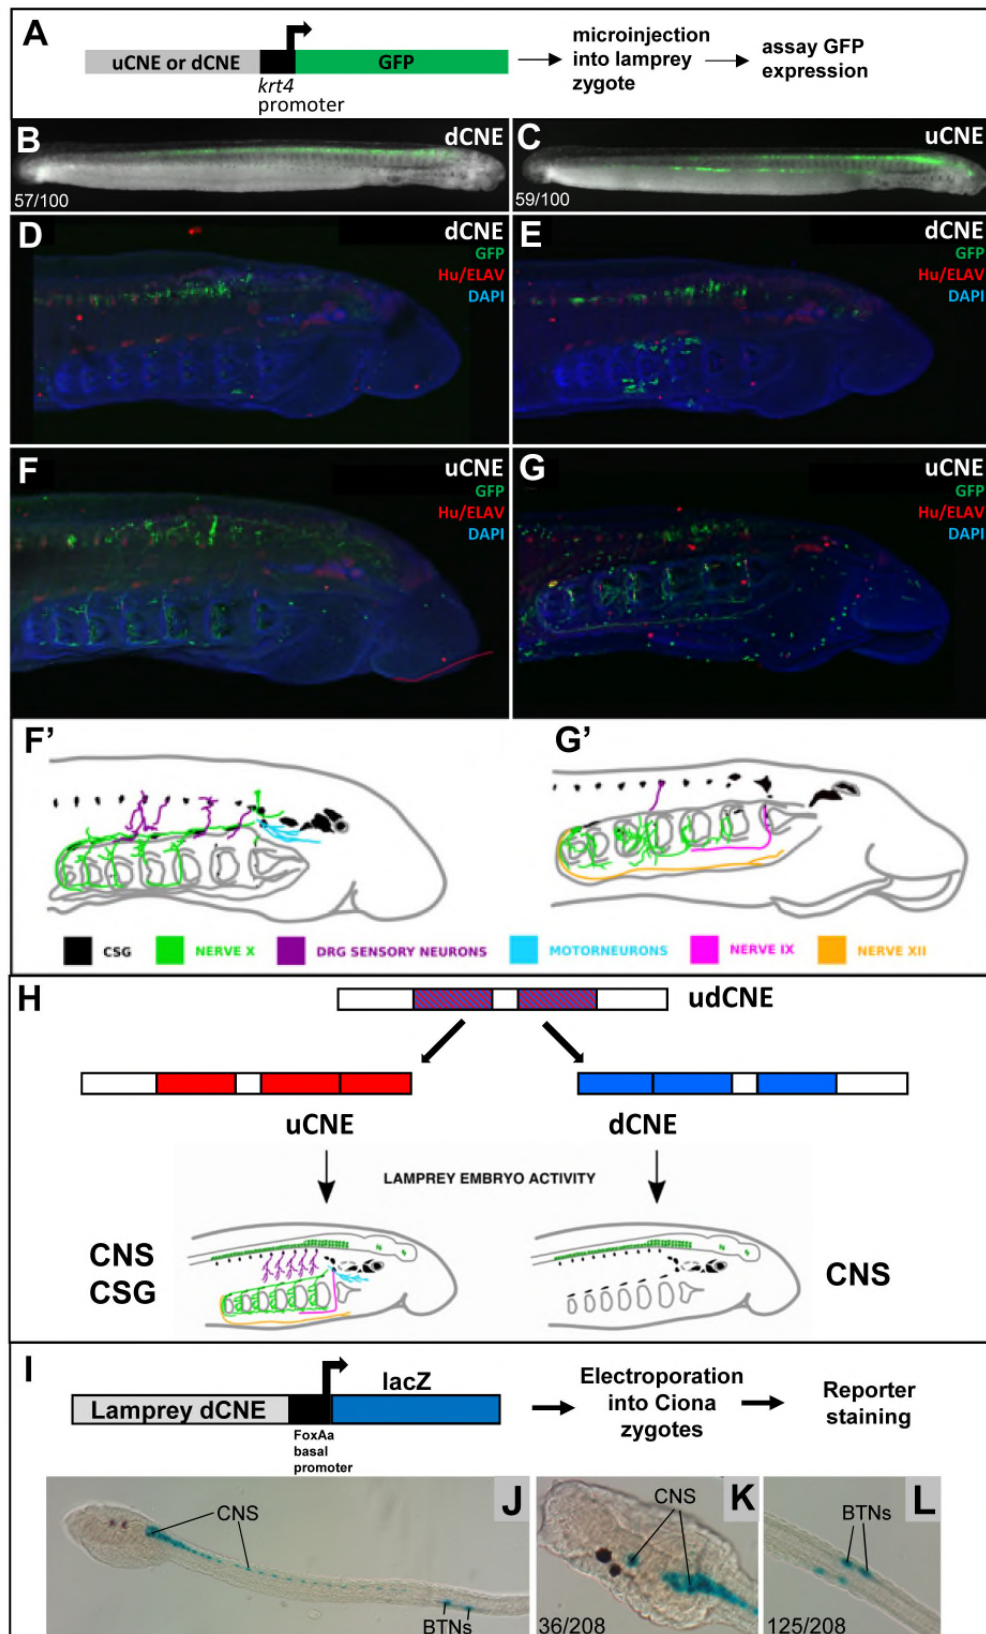 A
uCNE or dCNE
GFP
krt4
promoter
microinjection
into lamprey
zygote
assay GFP
expression
B
dCNE
57/100
C
uCNE
59/100
D
dCNE
GFP
Hu/ELAV
DAPI
E
dCNE
GFP
Hu/ELAV
DAPI
F
uCNE
GFP
Hu/ELAV
DAPI
G
uCNE
GFP
Hu/ELAV
DAPI
F'
G'
CSG
NERVE X
DRG SENSORY NEURONS
MOTORNEURONS
NERVE IX
NERVE XII
H
udCNE
uCNE
dCNE
LAMPREY EMBRYO ACTIVITY
CNS
CSG
CNS
I
Lamprey dCNE
lacZ
FoxAa
basal
promoter
Electroporation
into Ciona
zygotes
Reporter
staining
J
CNS
BTNs
K
CNS
36/208
L
BTNs
125/208